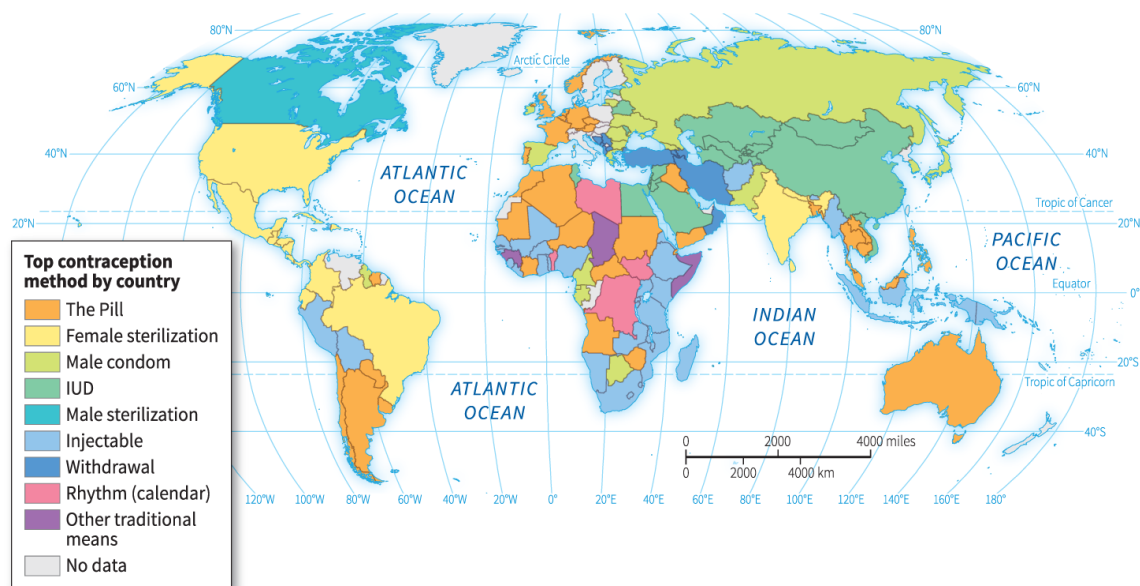 80°N
80°N
Arctic Circle
60°N
60°N
40°N
40°N
ATLANTIC
OCEAN
Tropic of Cancer
20°N
20°N
PACIFIC
OCEAN
Equator
0°
INDIAN
OCEAN
20°S
Tropic of Capricorn
ATLANTIC
OCEAN
40°S
0 2000 4000 miles
0 2000 4000 km
120°W 100°W 80°W 60°W 40°W 20°W 0° 20°E 40°E 60°E 80°E 100°E 120°E 140°E 160°E 180°
Top contraception
method by country
The Pill
Female sterilization
Male condom
IUD
Male sterilization
Injectable
Withdrawal
Rhythm (calendar)
Other traditional
means
No data